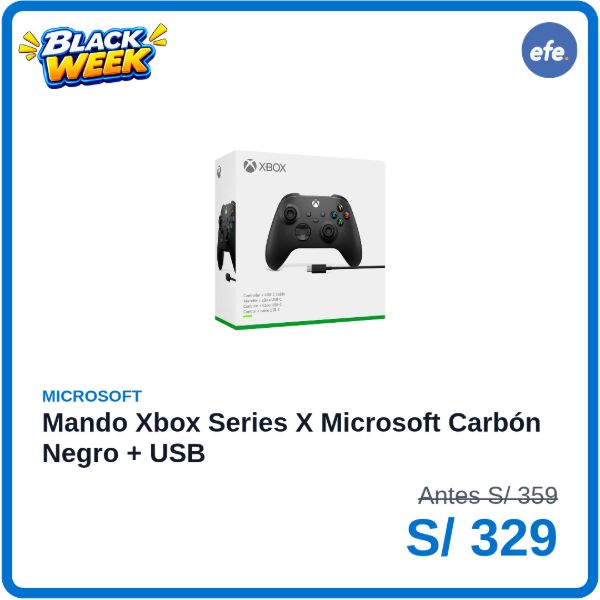 BLACK
WEEK
efe.
XBOX
MICROSOFT
Mando Xbox Series X Microsoft Carbón
Negro + USB
Antes S/ 359
S/ 329